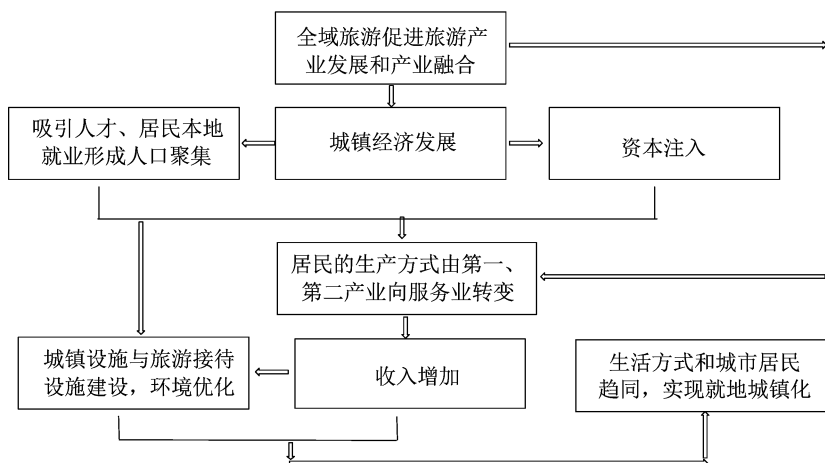 全域旅游促进旅游产
业发展和产业融合
吸引人才、居民本地
就业形成人口聚集
城镇经济发展
资本注入
居民的生产方式由第一、
第二产业向服务业转变
城镇设施与旅游接待
设施建设，环境优化
收入增加
生活方式和城市居民
趋同，实现就地城镇化